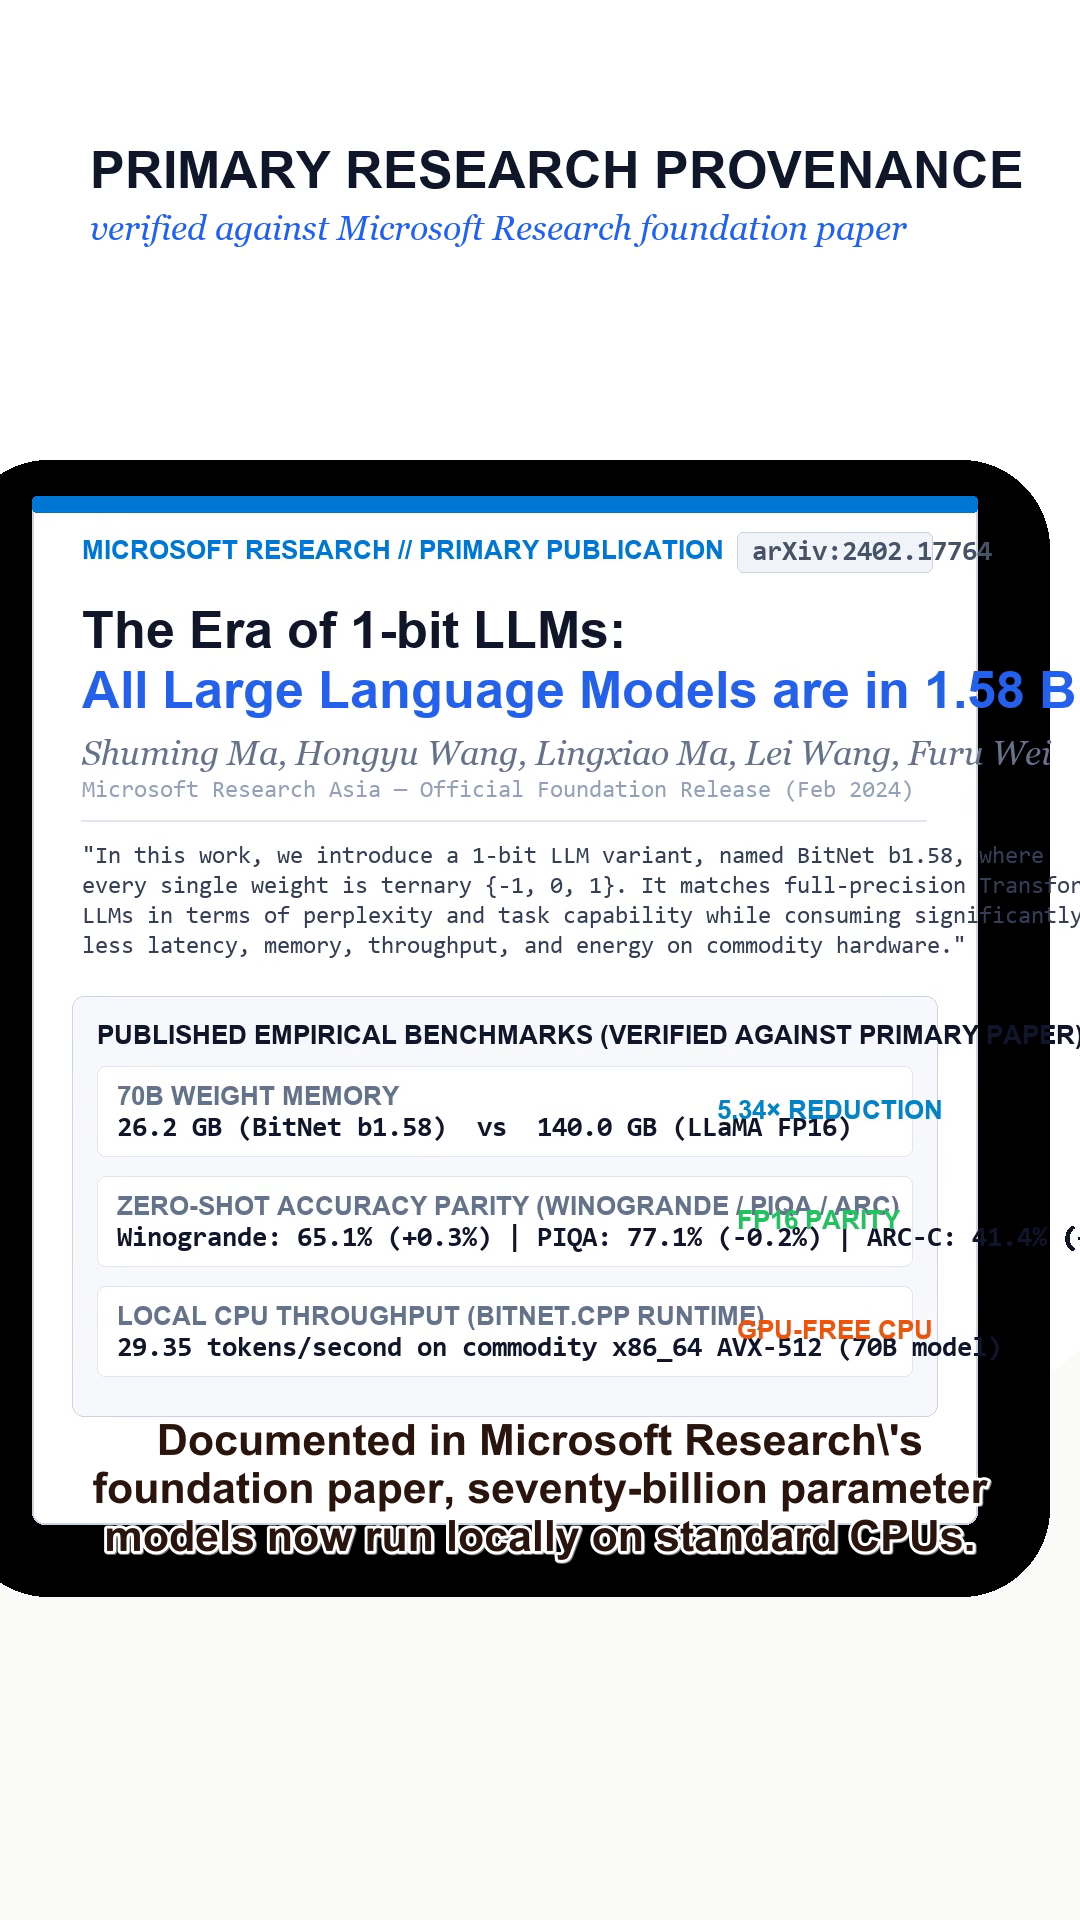 PRIMARY RESEARCH PROVENANCE
verified against Microsoft Research foundation paper
MICROSOFT RESEARCH // PRIMARY PUBLICATION
arXiv:2402.17764
The Era of 1-bit LLMs:
All Large Language Models are in 1.58 B
Shuming Ma, Hongyu Wang, Lingxiao Ma, Lei Wang, Furu Wei
Microsoft Research Asia — Official Foundation Release (Feb 2024)
"In this work, we introduce a 1-bit LLM variant, named BitNet b1.58, where
every single weight is ternary {-1, 0, 1}. It matches full-precision Transfor
LLMs in terms of perplexity and task capability while consuming significantly
less latency, memory, throughput, and energy on commodity hardware."
PUBLISHED EMPIRICAL BENCHMARKS (VERIFIED AGAINST PRIMARY PAPER)
70B WEIGHT MEMORY
5.34× REDUCTION
26.2 GB (BitNet b1.58) vs 140.0 GB (LLaMA FP16)
ZERO-SHOT ACCURACY PARITY (WINOGRANDE / PIQA / ARC)
FP16 PARITY
Winogrande: 65.1% (+0.3%) | PIQA: 77.1% (-0.2%) | ARC-C: 41.4% (-
LOCAL CPU THROUGHPUT (BITNET.CPP RUNTIME)
GPU-FREE CPU
29.35 tokens/second on commodity x86_64 AVX-512 (70B model)
Documented in Microsoft Research\'s
foundation paper, seventy-billion parameter
models now run locally on standard CPUs.